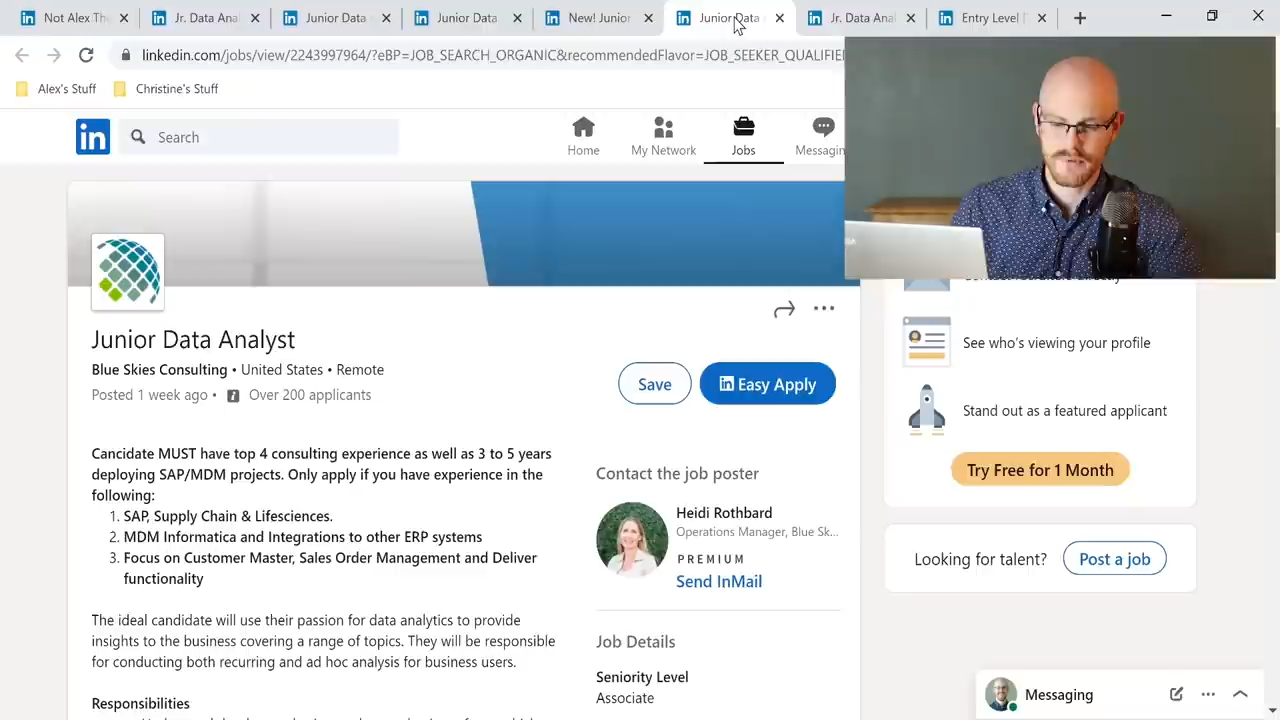 Not Alex The
Jr. Data Analy
Junior Data
Junior Data
New! Junior
Junior Data
Jr. Data Anal
Entry Level
linkedin.com/jobs/view/2243997964/?eBP=JOB_SEARCH_ORGANIC&recommendedFlavor=JOB_SEEKER_QUALIFIE
Alex's Stuff
Christine's Stuff
in
Search
Home
My Network
Jobs
Messagin
Junior Data Analyst
Blue Skies Consulting • United States • Remote
Posted 1 week ago • Over 200 applicants
Save
in Easy Apply
Cancidate MUST have top 4 consulting experience as well as 3 to 5 years
deploying SAP/MDM projects. Only apply if you have experience in the
following:
1. SAP, Supply Chain & Lifesciences.
2. MDM Informatica and Integrations to other ERP systems
3. Focus on Customer Master, Sales Order Management and Deliver
functionality
The ideal candidate will use their passion for data analytics to provide
insights to the business covering a range of topics. They will be responsible
for conducting both recurring and ad hoc analysis for business users.
Responsibilities
Contact the job poster
Heidi Rothbard
Operations Manager, Blue Sk...
PREMIUM
Send InMail
Job Details
Seniority Level
Associate
See who's viewing your profile
Stand out as a featured applicant
Try Free for 1 Month
Looking for talent?
Post a job
Messaging